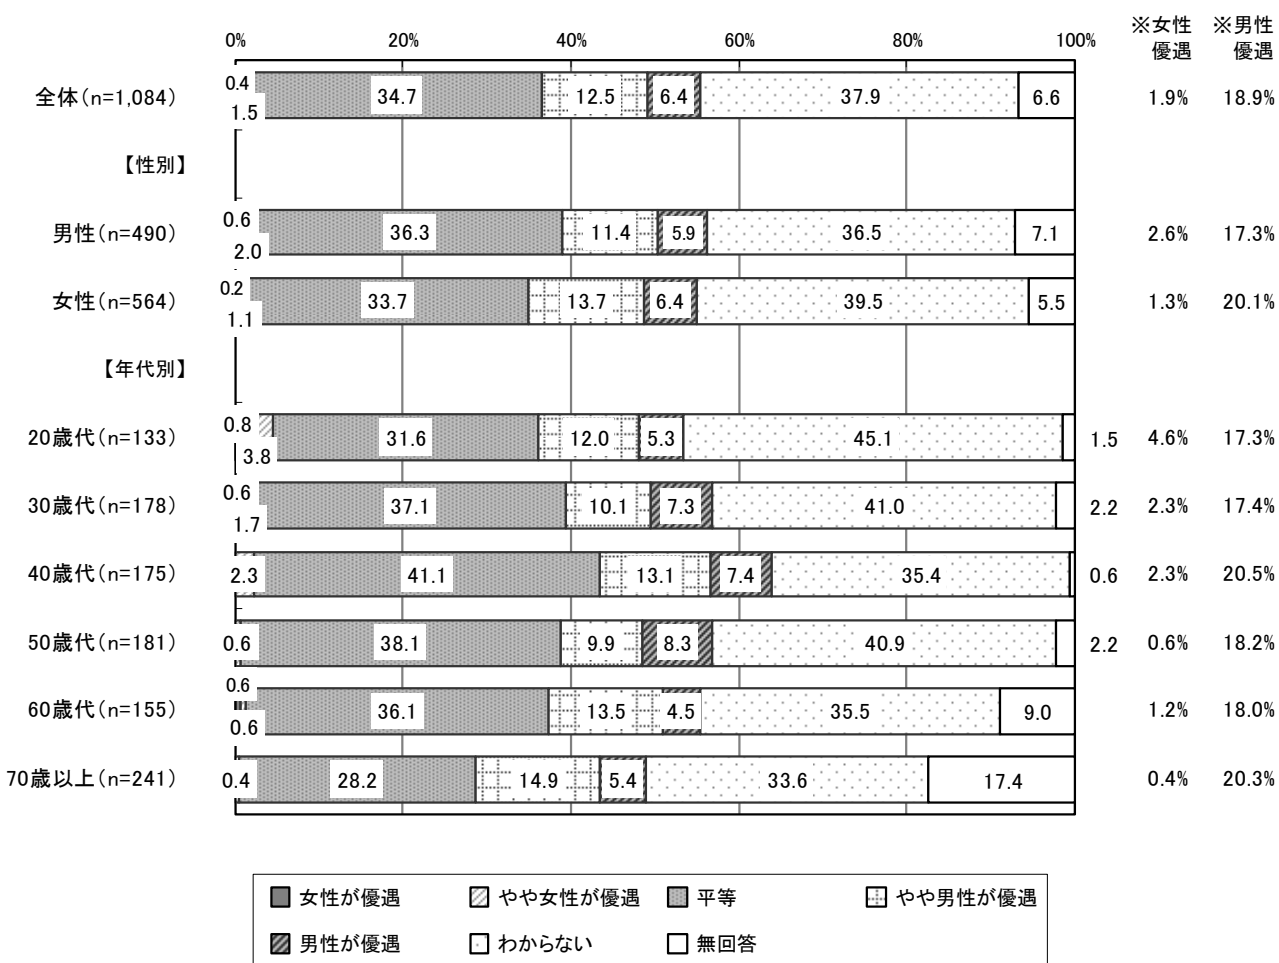 ※女性 ※男性
0% 20% 40% 60% 80% 100% 優遇 優遇
全体(n=1,084) 0.4 1.5 34.7 12.5 6.4 37.9 6.6 1.9% 18.9%
【性別】
男性(n=490) 0.6 2.0 36.3 11.4 5.9 36.5 7.1 2.6% 17.3%
女性(n=564) 0.2 1.1 33.7 13.7 6.4 39.5 5.5 1.3% 20.1%
【年代別】
20歳代(n=133) 0.8 3.8 31.6 12.0 5.3 45.1 1.5 4.6% 17.3%
30歳代(n=178) 0.6 1.7 37.1 10.1 7.3 41.0 2.2 2.3% 17.4%
40歳代(n=175) 2.3 41.1 13.1 7.4 35.4 0.6 2.3% 20.5%
50歳代(n=181) 0.6 38.1 9.9 8.3 40.9 2.2 0.6% 18.2%
60歳代(n=155) 0.6 0.6 36.1 13.5 4.5 35.5 9.0 1.2% 18.0%
70歳以上(n=241) 0.4 28.2 14.9 5.4 33.6 17.4 0.4% 20.3%
女性が優遇 やや女性が優遇 平等 やや男性が優遇
男性が優遇 わからない 無回答